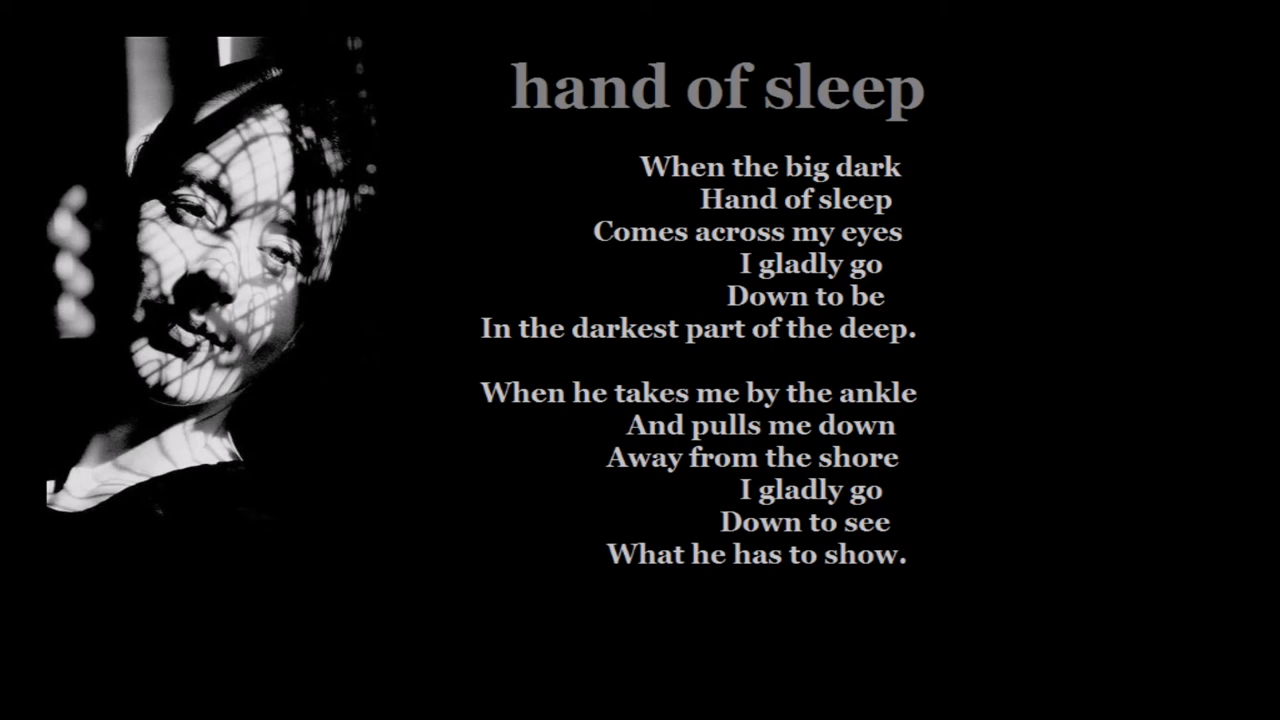 hand of sleep
When the big dark
Hand of sleep
Comes across my eyes
I gladly go
Down to be
In the darkest part of the deep.
When he takes me by the ankle
And pulls me down
Away from the shore
I gladly go
Down to see
What he has to show.